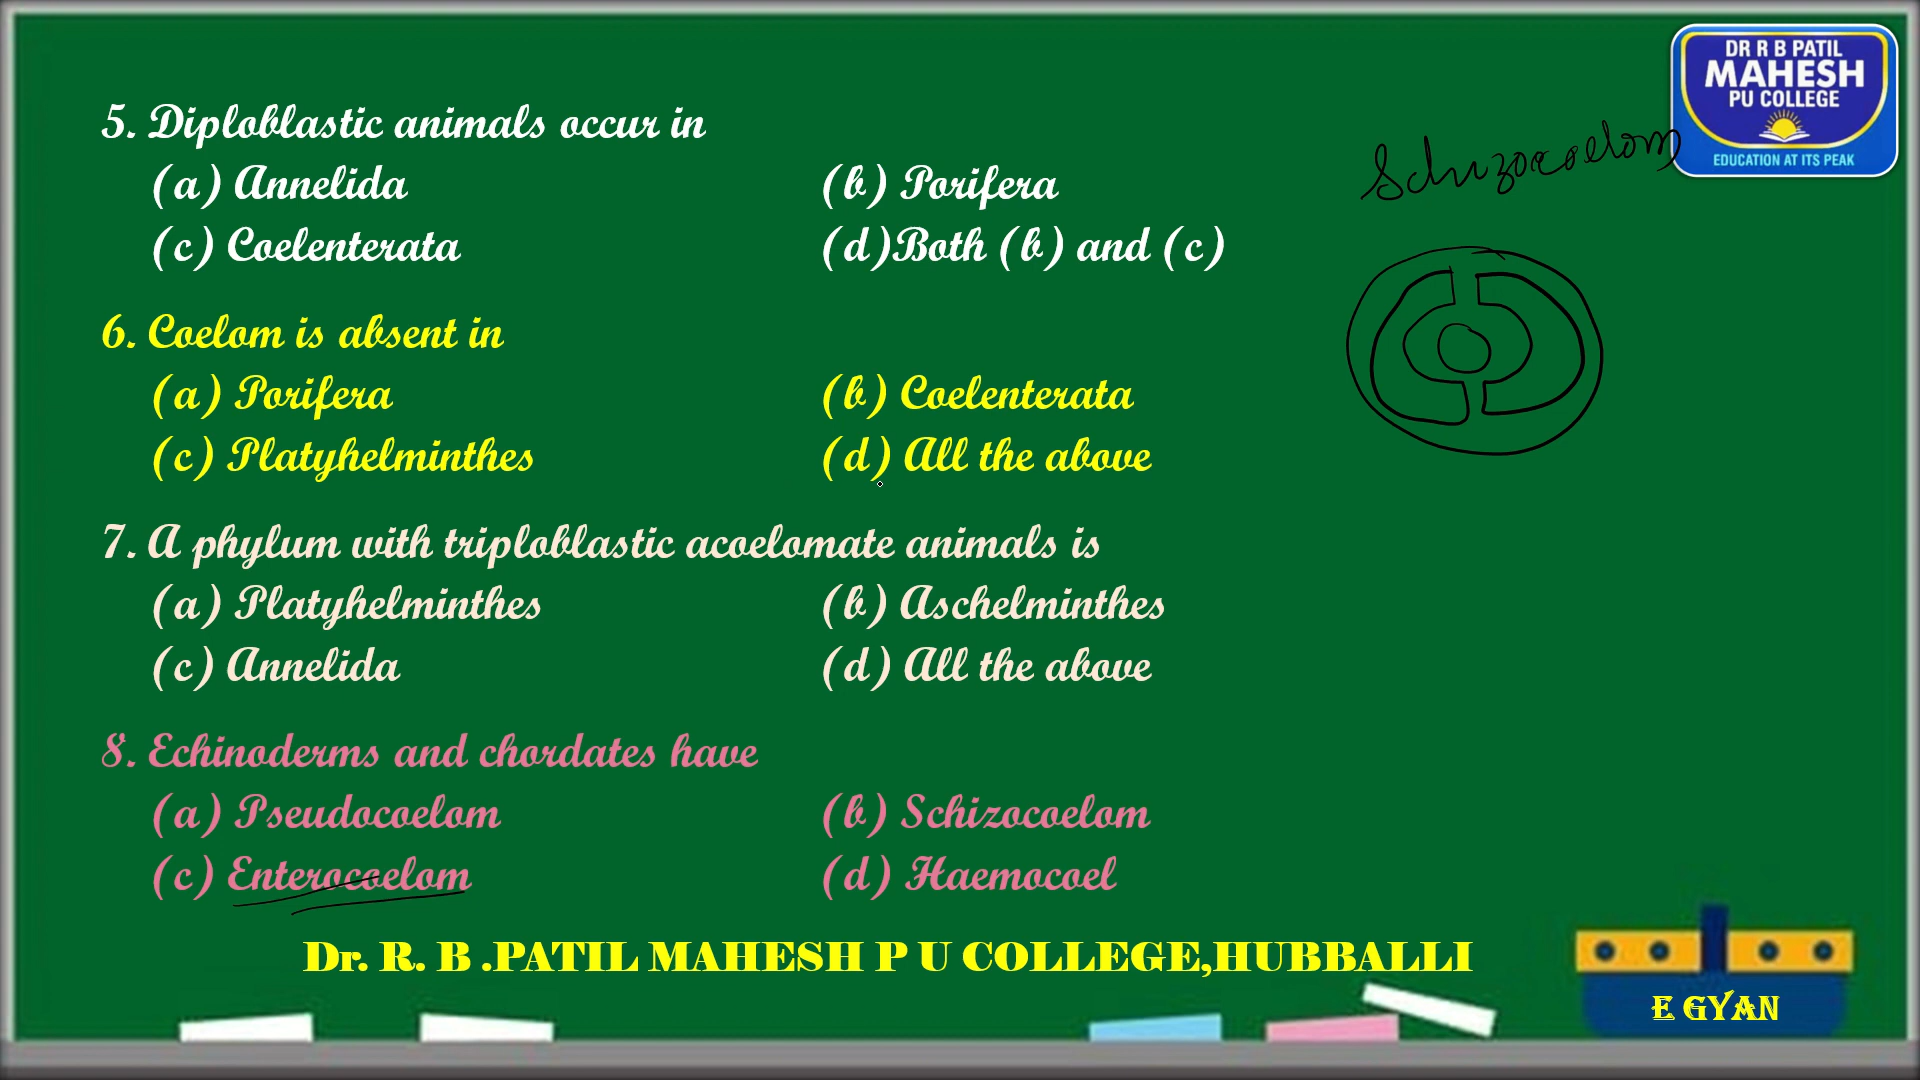 DR R B PATIL
MAHESH
PU COLLEGE
EDUCATION AT ITS PEAK
Schizocoelom
5. Diploblastic animals occur in
(a) Annelida (b) Porifera
(c) Coelenterata (d)Both (b) and (c)
6. Coelom is absent in
(a) Porifera (b) Coelenterata
(c) Platyhelminthes (d) All the above
7. A phylum with triploblastic acoelomate animals is
(a) Platyhelminthes (b) Aschelminthes
(c) Annelida (d) All the above
8. Echinoderms and chordates have
(a) Pseudocoelom (b) Schizocoelom
(c) Enterocoelom (d) Haemocoel
Dr. R. B .PATIL MAHESH P U COLLEGE,HUBBALLI
E GYAN